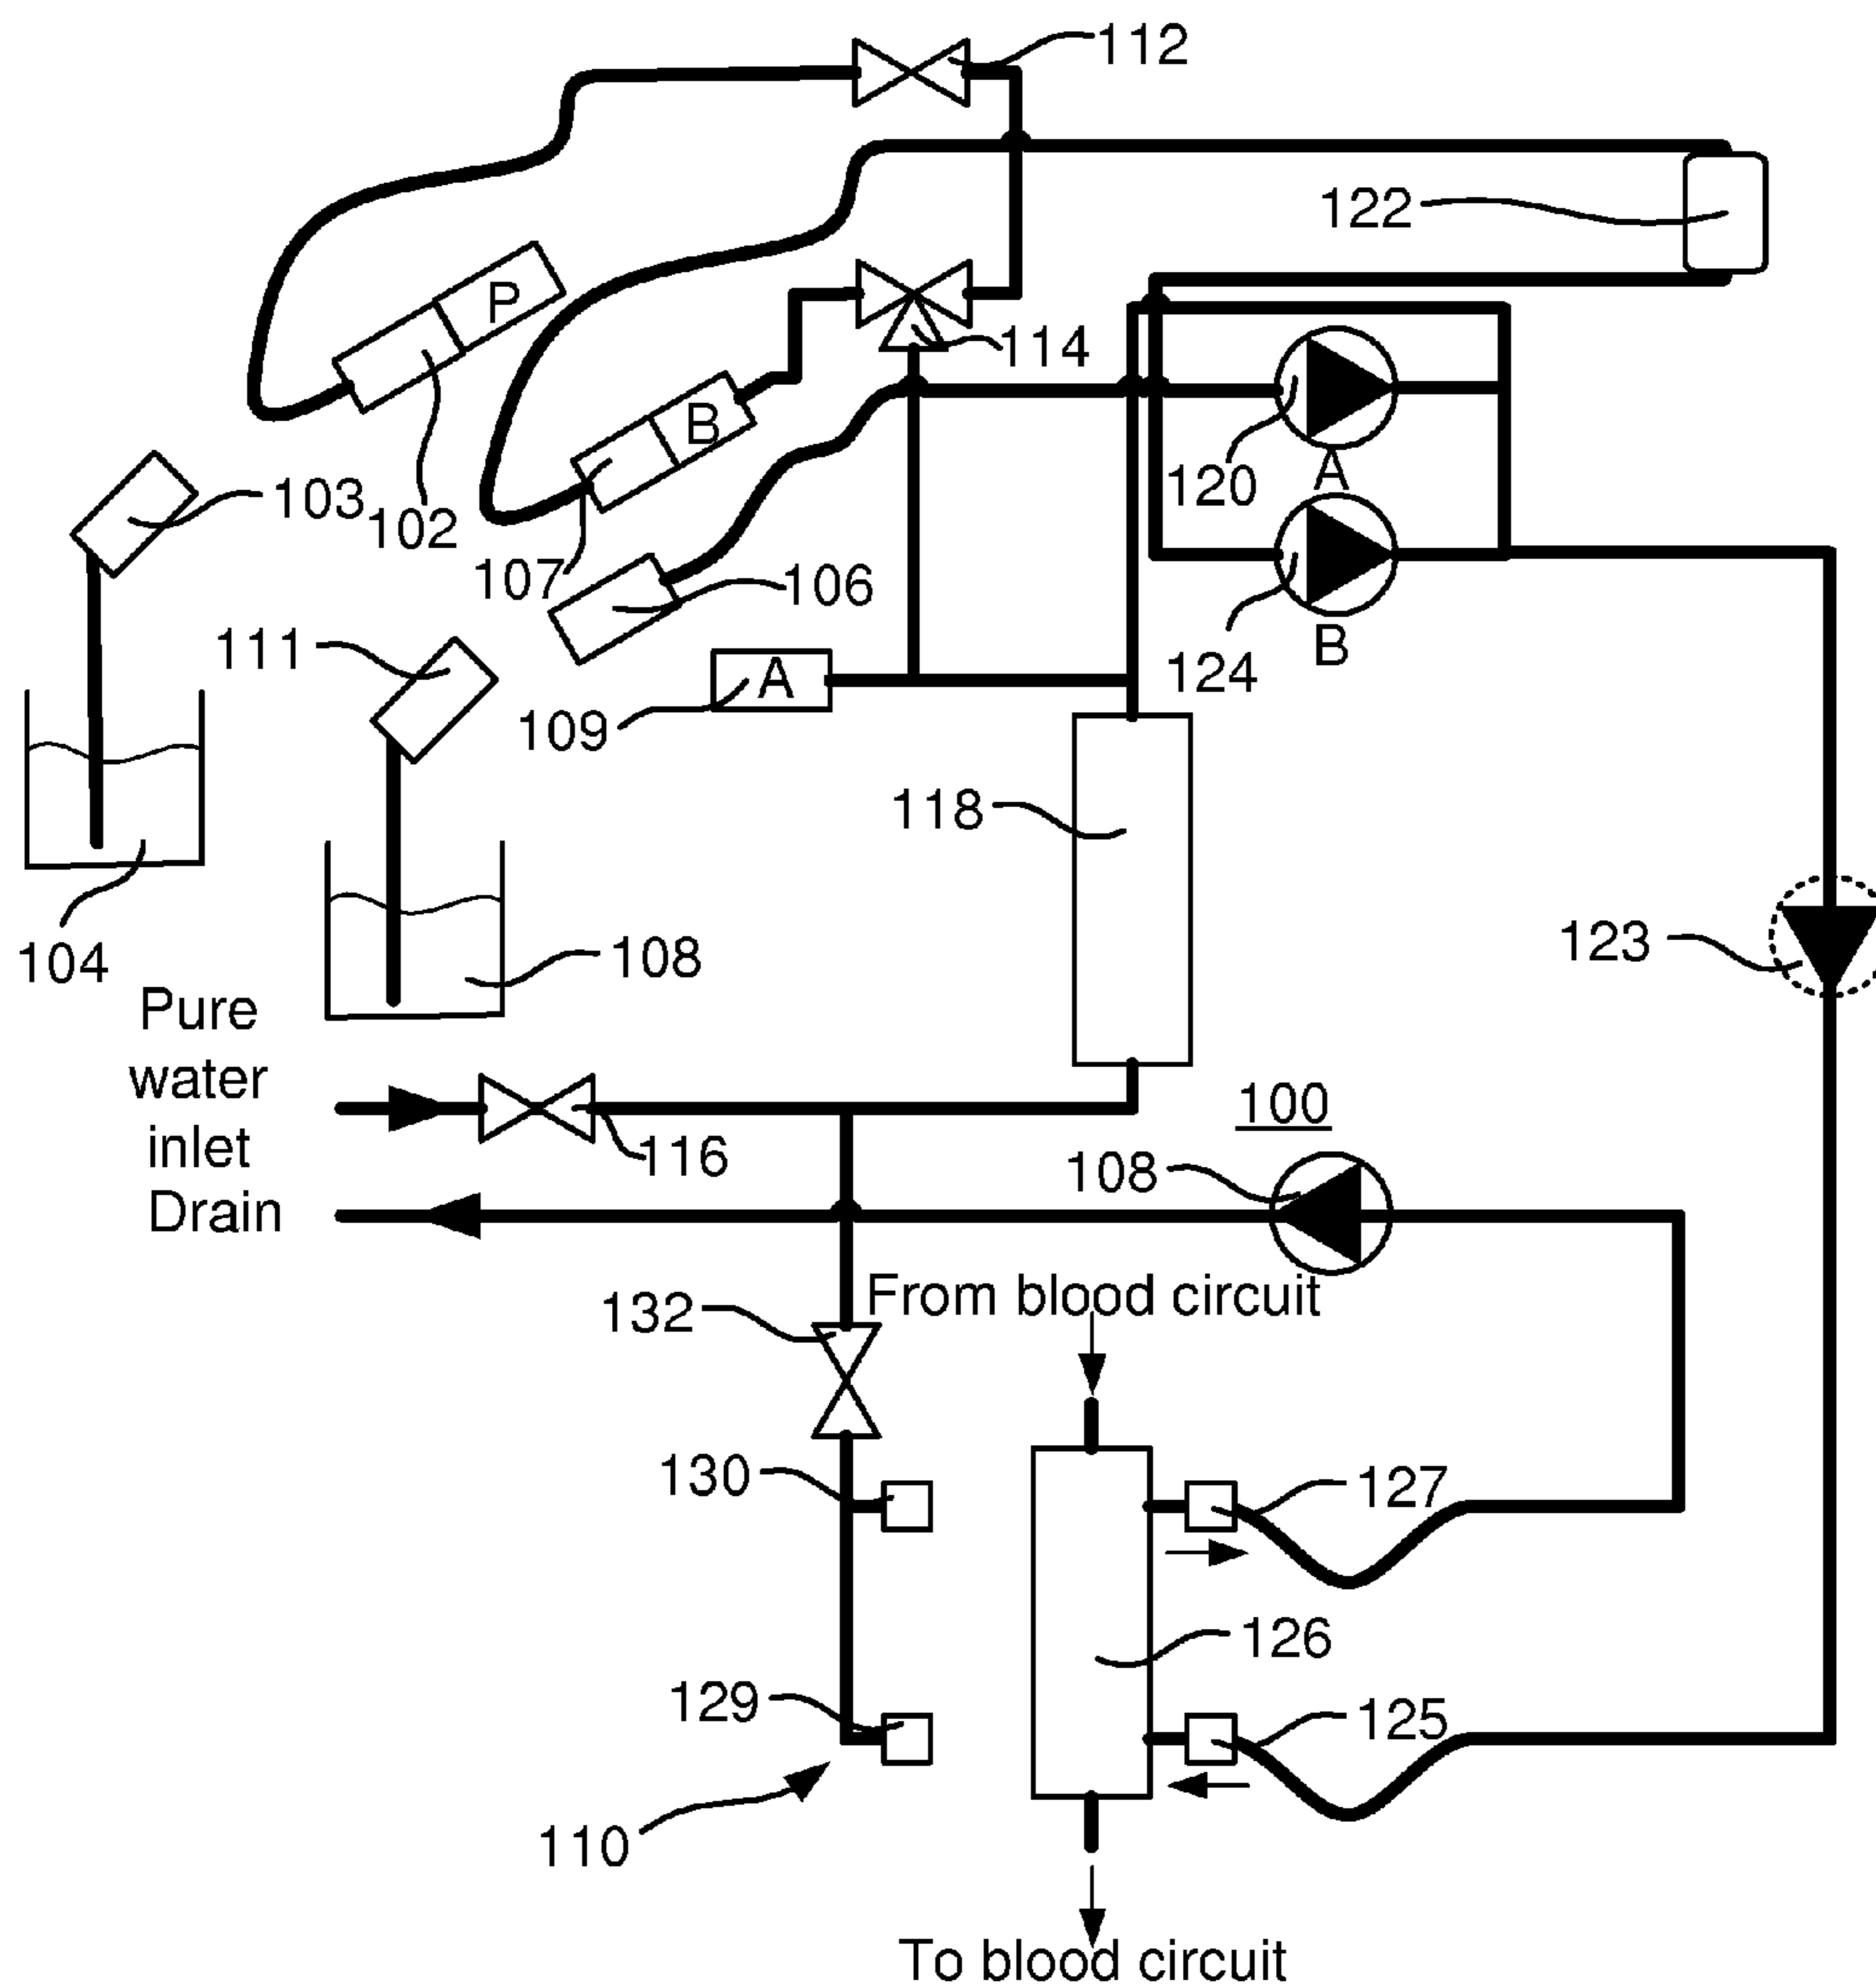 112
122
P
114
B
103
102
120
A
107
106
111
B
124
A
109
118
104
108
123
Pure
water
inlet
100
116
108
Drain
From blood circuit
132
130
127
126
129
125
110
To blood circuit